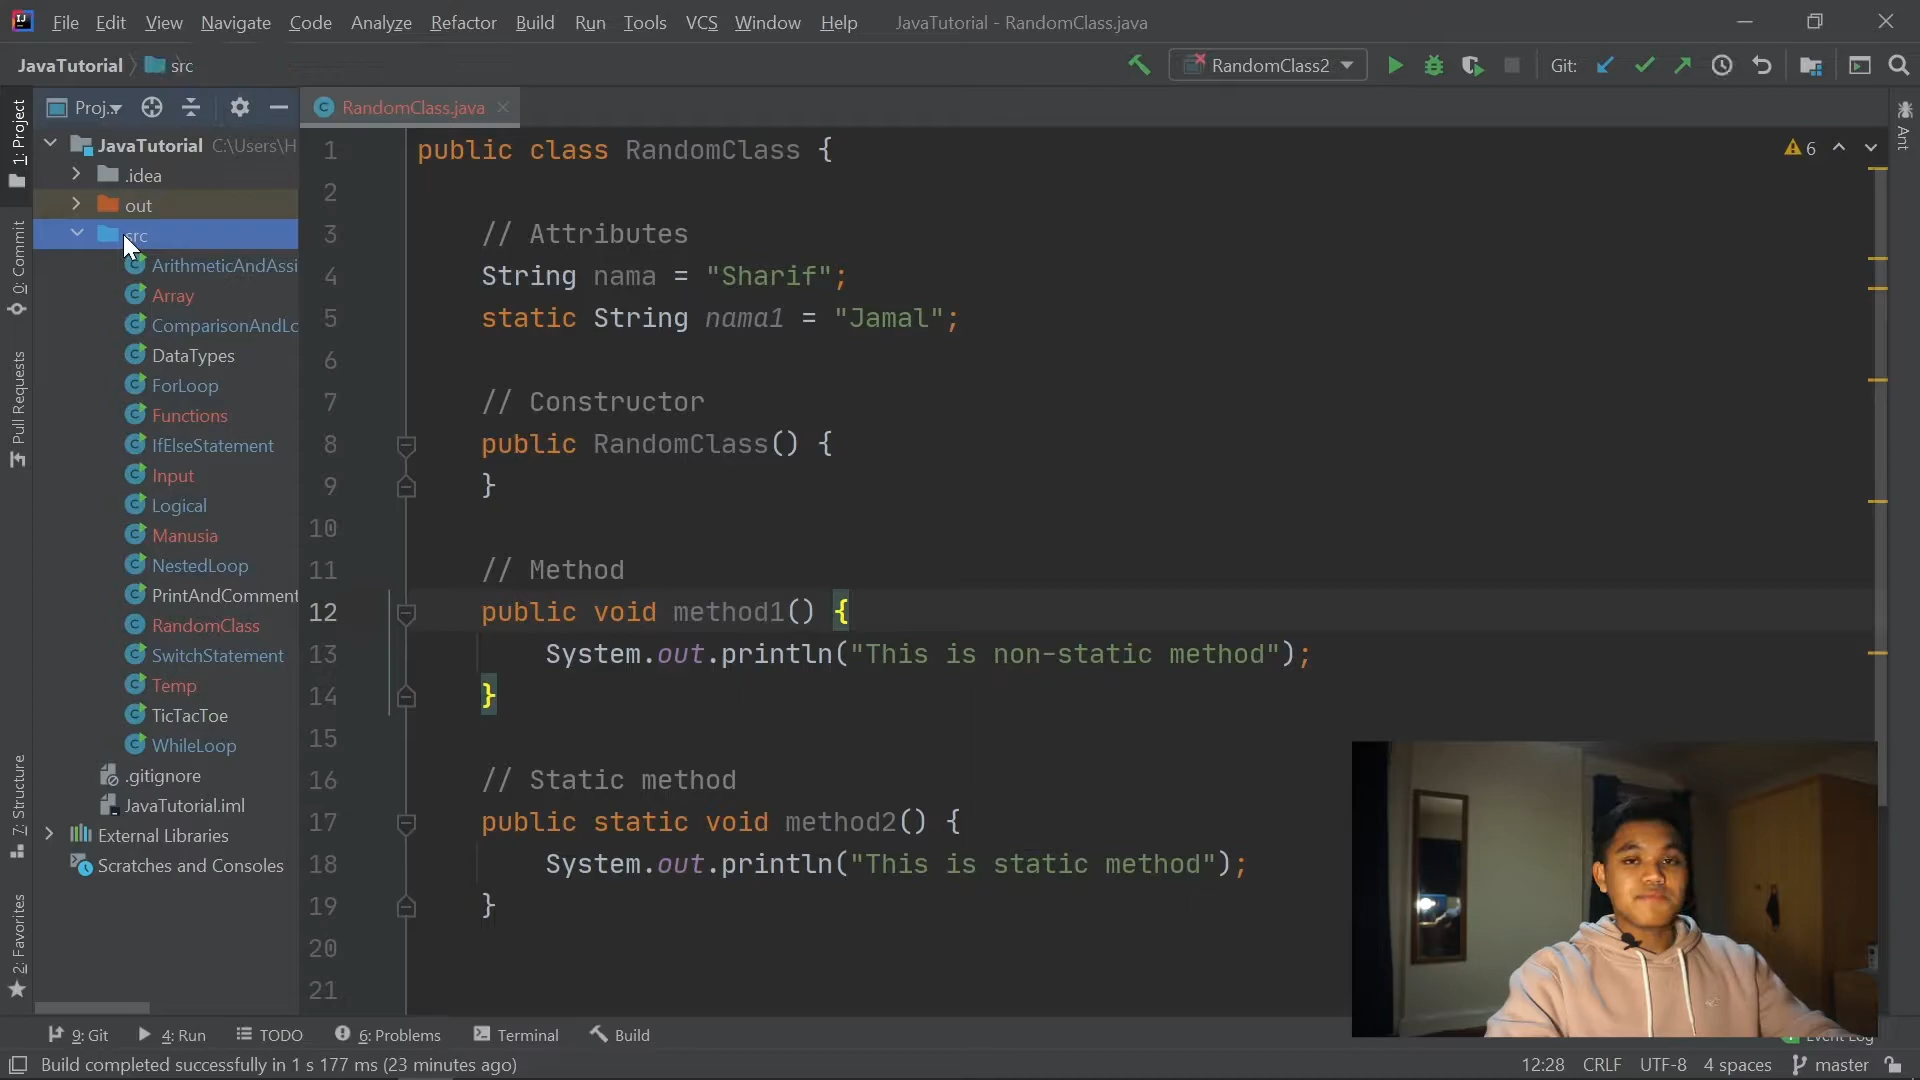 File Edit View Navigate Code Analyze Refactor Build Run Tools VCS Window Help JavaTutorial - RandomClass.java
JavaTutorial src RandomClass2 Git:
Proj... RandomClass.java
1: Project
0: Commit
Pull Requests
7: Structure
2: Favorites
JavaTutorial C:\Users\H
.idea
out
src
ArithmeticAndAssi
Array
ComparisonAndLo
DataTypes
ForLoop
Functions
IfElseStatement
Input
Logical
Manusia
NestedLoop
PrintAndComment
RandomClass
SwitchStatement
Temp
TicTacToe
WhileLoop
.gitignore
JavaTutorial.iml
External Libraries
Scratches and Consoles
1 public class RandomClass {
2
3 // Attributes
4 String nama = "Sharif";
5 static String nama1 = "Jamal";
6
7 // Constructor
8 public RandomClass() {
9 }
10
11 // Method
12 public void method1() {
13 System.out.println("This is non-static method");
14 }
15
16 // Static method
17 public static void method2() {
18 System.out.println("This is static method");
19 }
20
21
6
Ant
9: Git 4: Run TODO 6: Problems Terminal Build Event Log
Build completed successfully in 1 s 177 ms (23 minutes ago) 12:28 CRLF UTF-8 4 spaces master